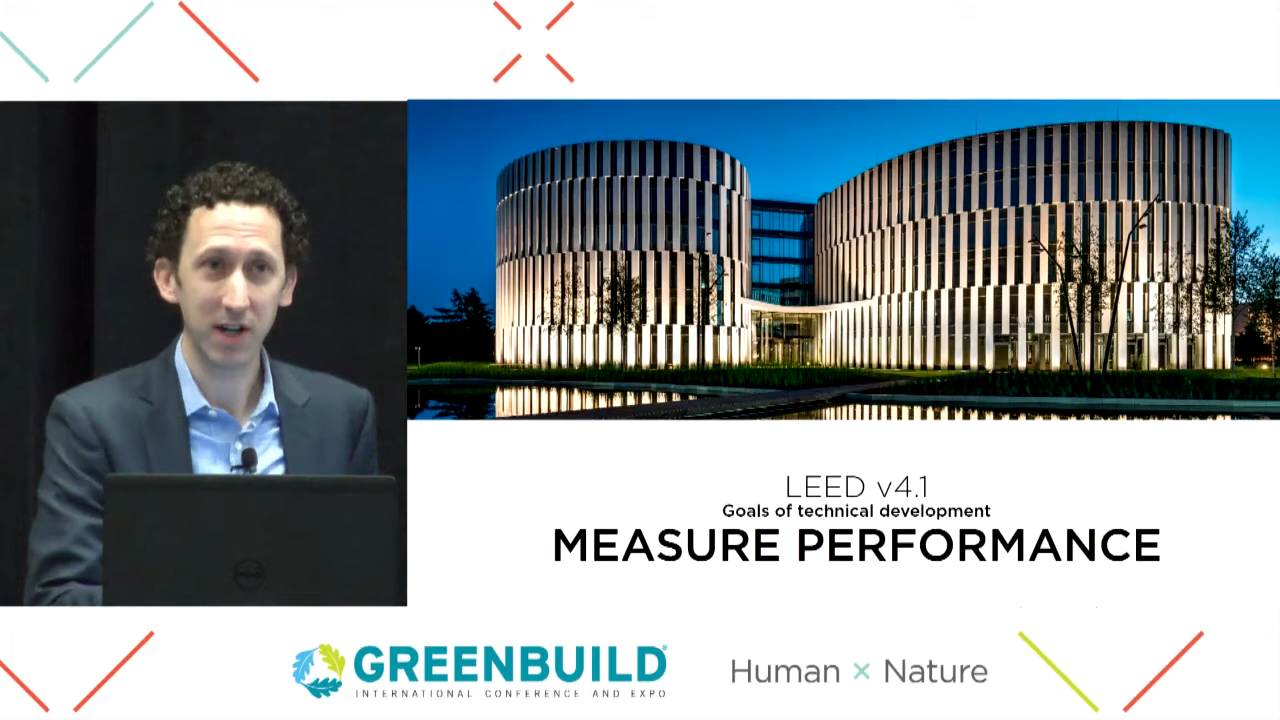 LEED v4.1
Goals of technical development
MEASURE PERFORMANCE
GREENBUILD
INTERNATIONAL CONFERENCE AND EXPO
Human × Nature